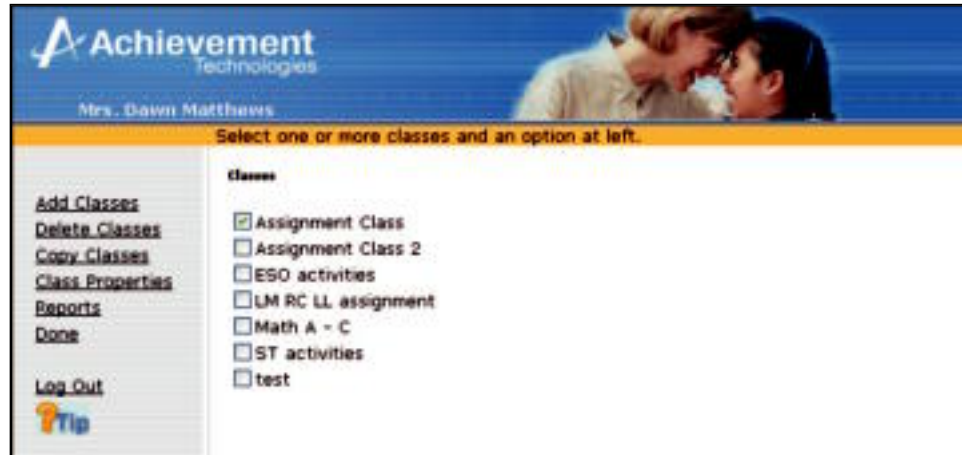 Achievement
Technologies
Mrs. Dawn Matthews
Select one or more classes and an option at left.
Classes
Add Classes
Delete Classes
Copy Classes
Class Properties
Reports
Done
Log Out
?Tip
Assignment Class
Assignment Class 2
ESO activities
LM RC LL assignment
Math A - C
ST activities
test